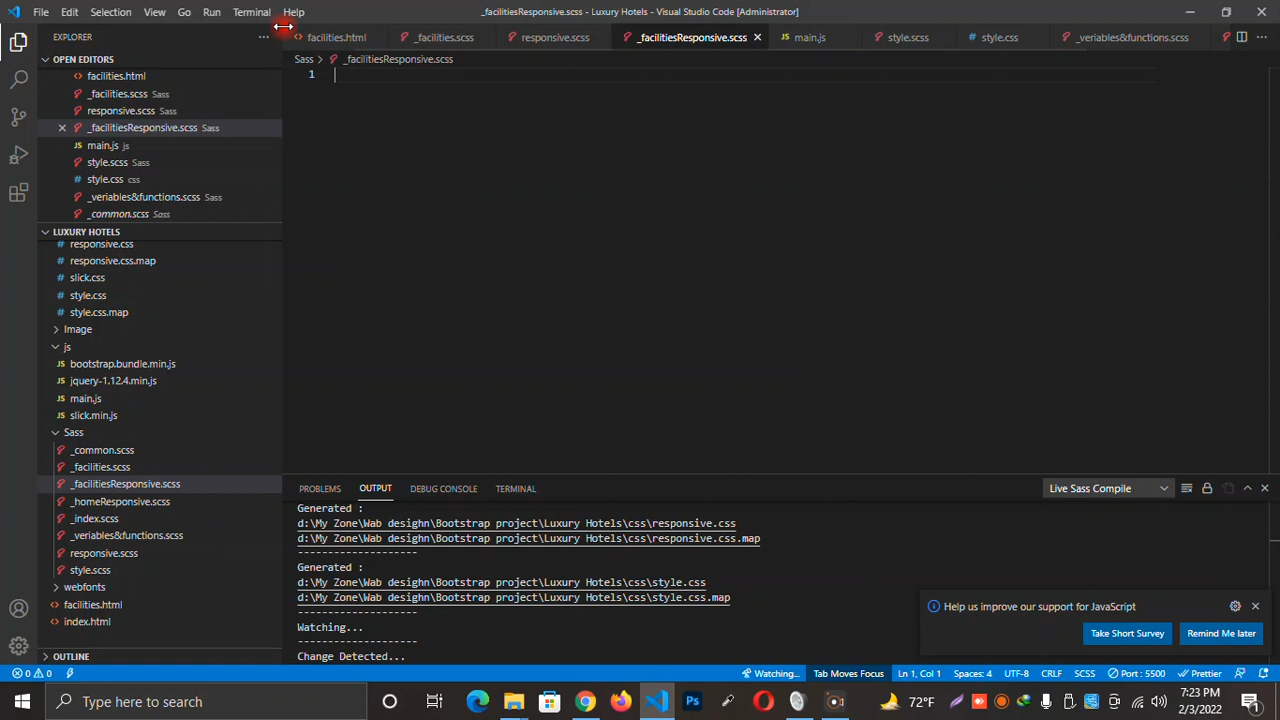 File Edit Selection View Go Run Terminal Help
_facilitiesResponsive.scss - Luxury Hotels - Visual Studio Code [Administrator]
EXPLORER
facilities.html _facilities.scss responsive.scss _facilitiesResponsive.scss main.js style.scss style.css _veriables&functions.scss
OPEN EDITORS
Sass > _facilitiesResponsive.scss
1
facilities.html
_facilities.scss Sass
responsive.scss Sass
_facilitiesResponsive.scss Sass
JS main.js js
style.scss Sass
# style.css css
_veriables&functions.scss Sass
_common.scss Sass
LUXURY HOTELS
# responsive.css
# responsive.css.map
# slick.css
# style.css
# style.css.map
Image
js
JS bootstrap.bundle.min.js
JS jquery-1.12.4.min.js
JS main.js
JS slick.min.js
Sass
_common.scss
_facilities.scss
_facilitiesResponsive.scss
_homeResponsive.scss
_index.scss
_veriables&functions.scss
responsive.scss
style.scss
webfonts
facilities.html
index.html
OUTLINE
PROBLEMS OUTPUT DEBUG CONSOLE TERMINAL
Live Sass Compile
Generated :
d:\My Zone\Wab desighn\Bootstrap project\Luxury Hotels\css\responsive.css
d:\My Zone\Wab desighn\Bootstrap project\Luxury Hotels\css\responsive.css.map
--------------------
Generated :
d:\My Zone\Wab desighn\Bootstrap project\Luxury Hotels\css\style.css
d:\My Zone\Wab desighn\Bootstrap project\Luxury Hotels\css\style.css.map
--------------------
Watching...
--------------------
Change Detected...
Help us improve our support for JavaScript
Take Short Survey Remind Me later
0 0 Watching... Tab Moves Focus Ln 1, Col 1 Spaces: 4 UTF-8 CRLF SCSS Port : 5500 Prettier
Type here to search
Ps
72°F
7:23 PM
2/3/2022
1